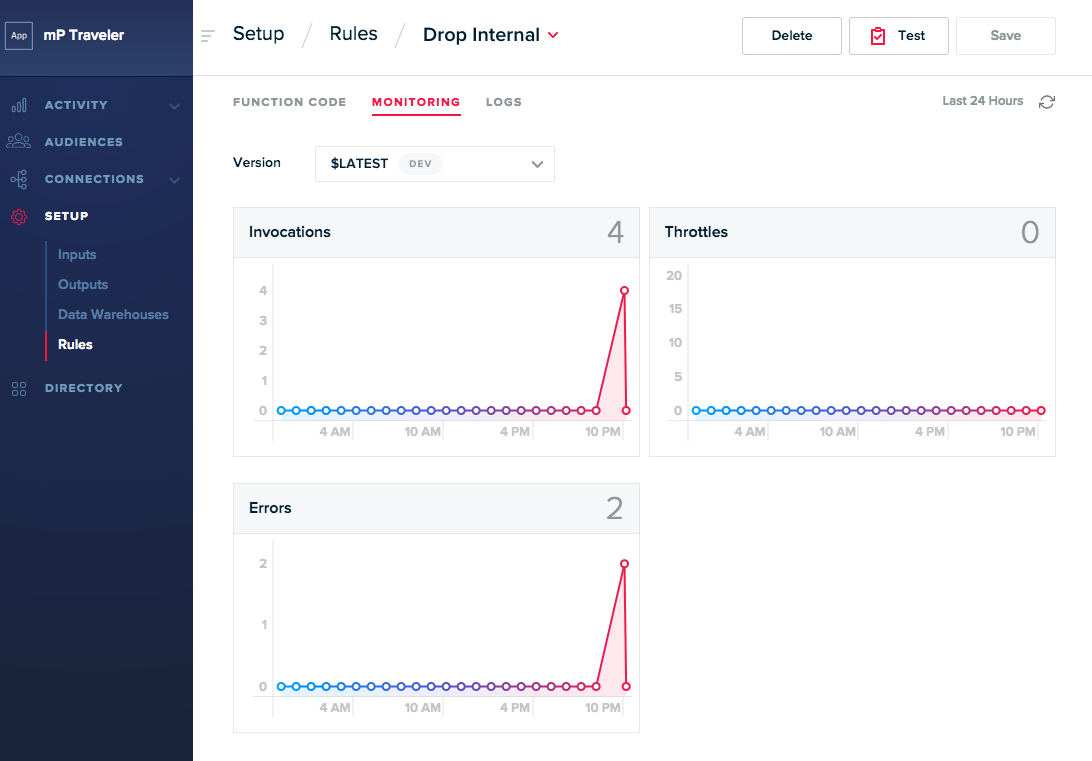 App mP Traveler
ACTIVITY
AUDIENCES
CONNECTIONS
SETUP
Inputs
Outputs
Data Warehouses
Rules
DIRECTORY
Setup / Rules / Drop Internal
Delete
Test
Save
FUNCTION CODE MONITORING LOGS
Last 24 Hours
Version $LATEST DEV
Invocations 4
4
3
2
1
0
4 AM 10 AM 4 PM 10 PM
Throttles 0
20
15
10
5
0
4 AM 10 AM 4 PM 10 PM
Errors 2
2
1
0
4 AM 10 AM 4 PM 10 PM